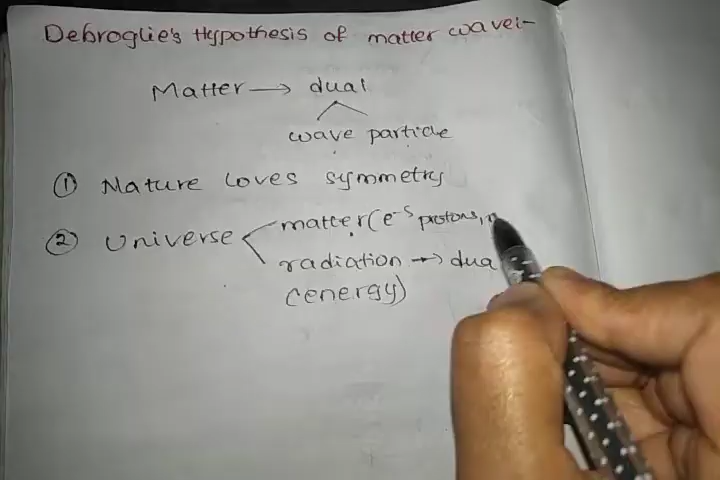 Debroglie's Hypothesis of matter wave:-
Matter → dual
wave particle
① Nature loves symmetry
② Universe matter(e⁻s protons, n
radiation → dua
(energy)